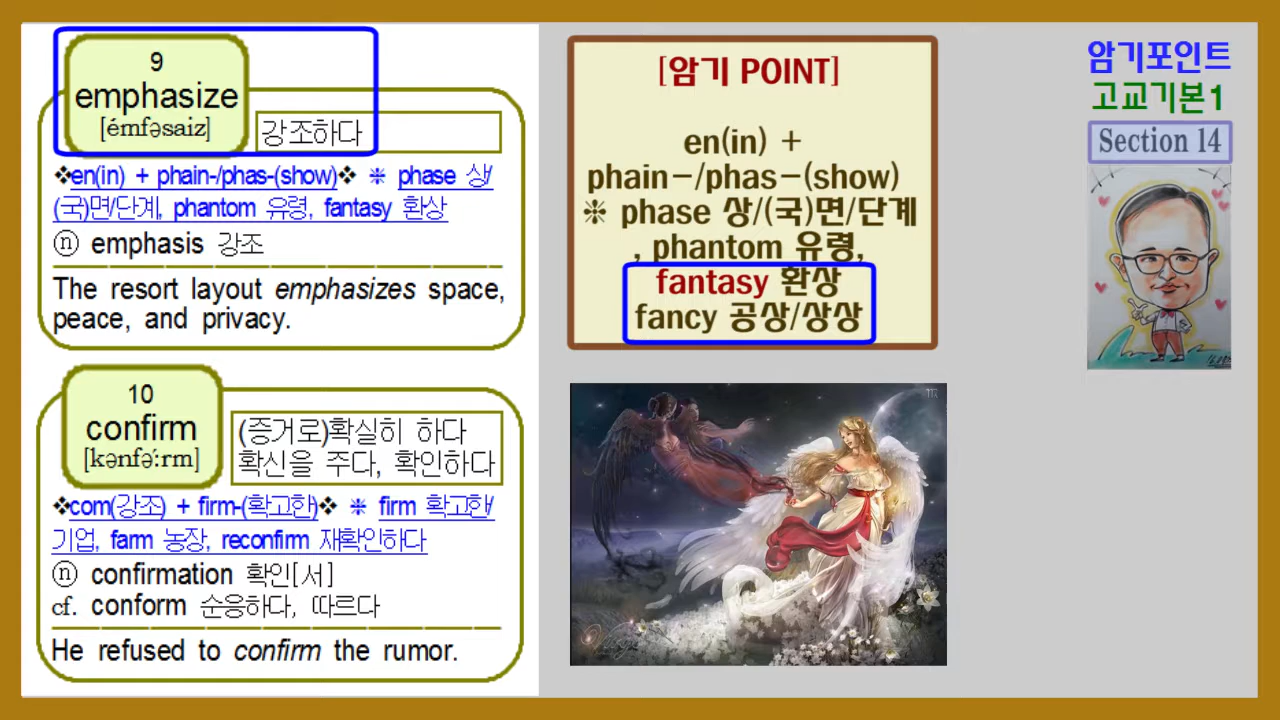 9
emphasize
[émfəsaiz]
강조하다
❖en(in) + phain-/phas-(show)❖ ❊ phase 상/
(국)면/단계, phantom 유령, fantasy 환상
ⓝ emphasis 강조
The resort layout emphasizes space,
peace, and privacy.
10
confirm
[kənfə́ːrm]
(증거로)확실히 하다
확신을 주다, 확인하다
❖com(강조) + firm-(확고한)❖ ❊ firm 확고한/
기업, farm 농장, reconfirm 재확인하다
ⓝ confirmation 확인[서]
cf. conform 순응하다, 따르다
He refused to confirm the rumor.
[암기 POINT]
en(in) +
phain-/phas-(show)
❊ phase 상/(국)면/단계
, phantom 유령,
fantasy 환상
fancy 공상/상상
암기포인트
고교기본1
Section 14